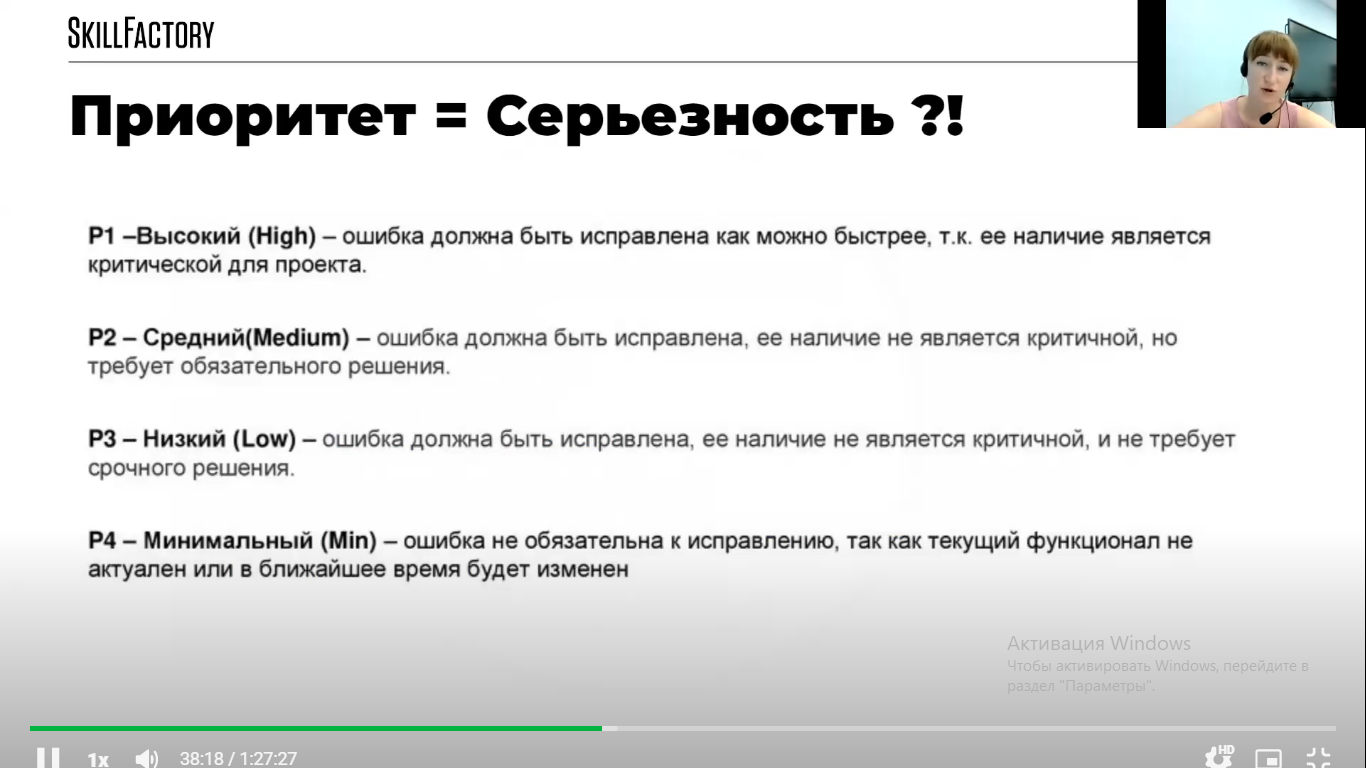 SKILLFACTORY
Приоритет = Серьезность ?!
P1 –Высокий (High) – ошибка должна быть исправлена как можно быстрее, т.к. ее наличие является
критической для проекта.
P2 – Средний(Medium) – ошибка должна быть исправлена, ее наличие не является критичной, но
требует обязательного решения.
P3 – Низкий (Low) – ошибка должна быть исправлена, ее наличие не является критичной, и не требует
срочного решения.
P4 – Минимальный (Min) – ошибка не обязательна к исправлению, так как текущий функционал не
актуален или в ближайшее время будет изменен
Активация Windows
Чтобы активировать Windows, перейдите в
раздел "Параметры".
1x 38:18 / 1:27:27 HD